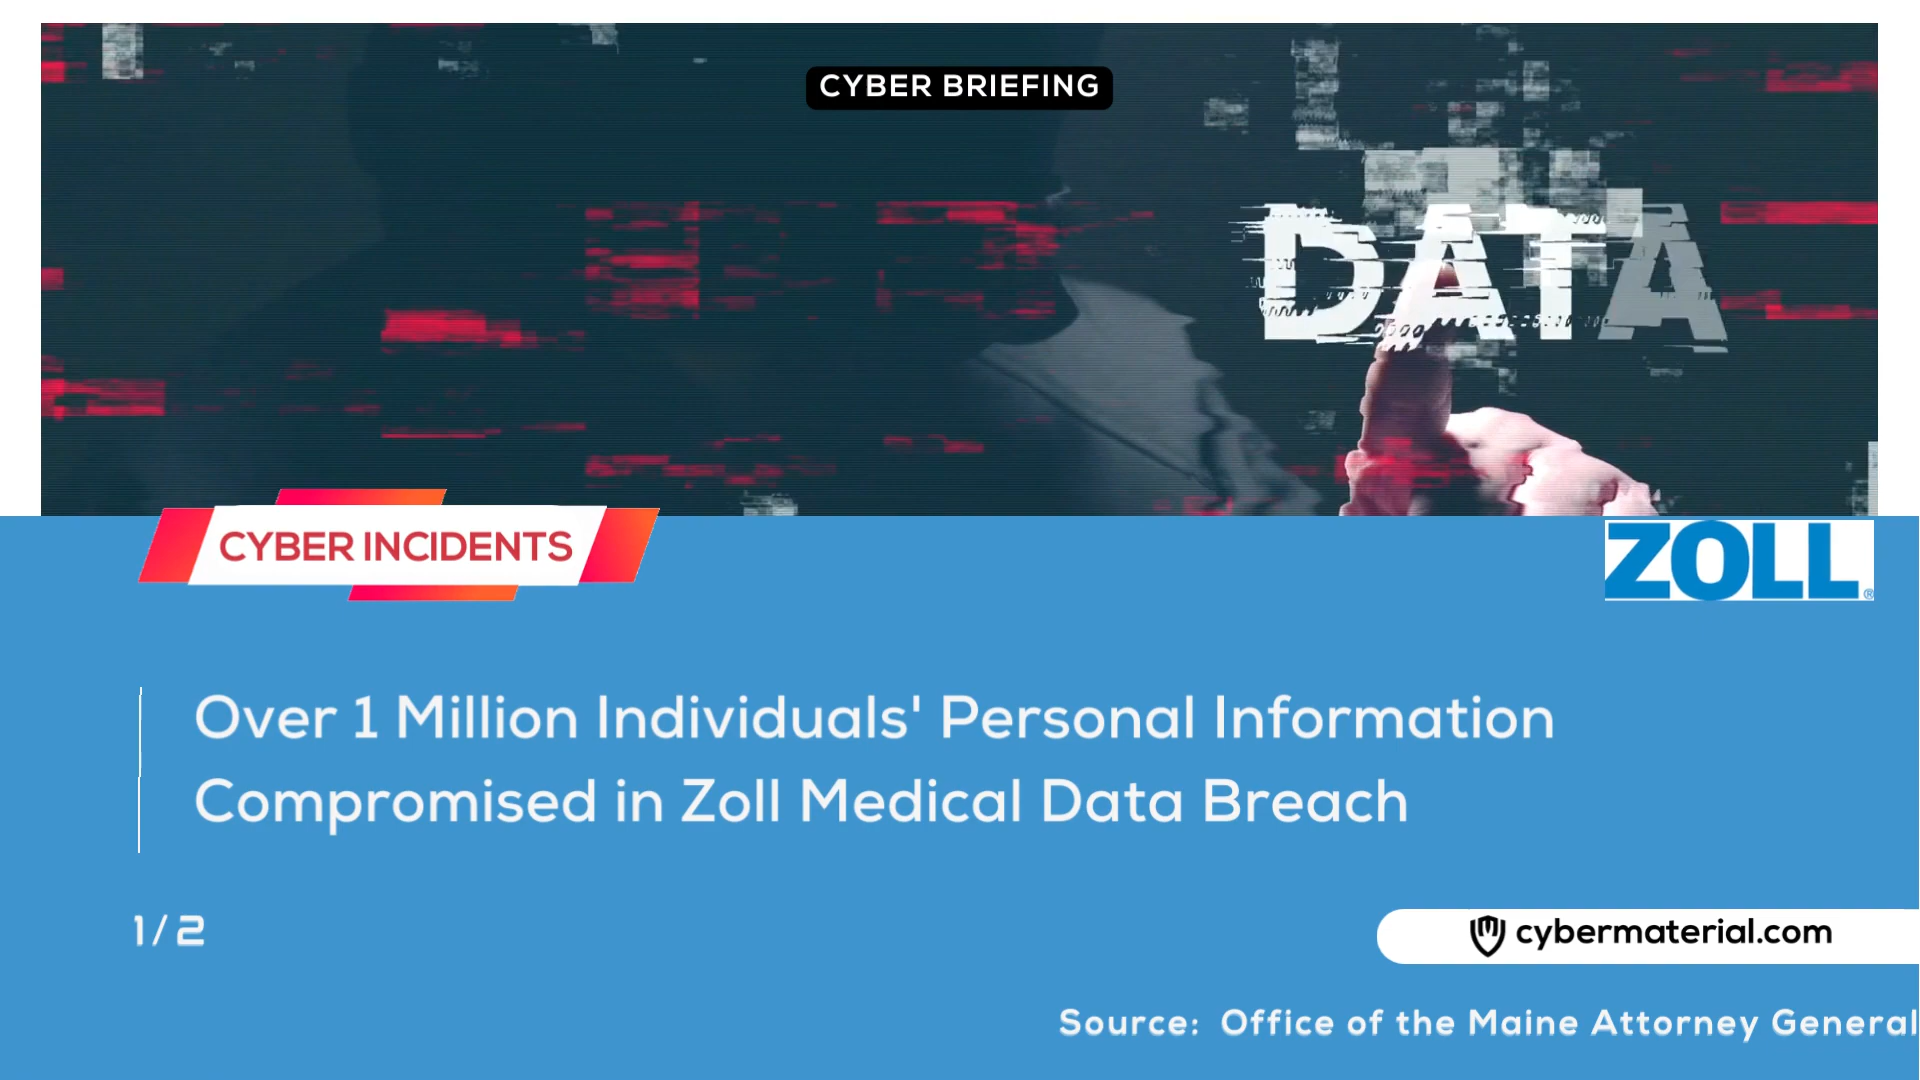 CYBER BRIEFING
DATA
CYBER INCIDENTS
ZOLL®
Over 1 Million Individuals' Personal Information
Compromised in Zoll Medical Data Breach
1/2
cybermaterial.com
Source: Office of the Maine Attorney General